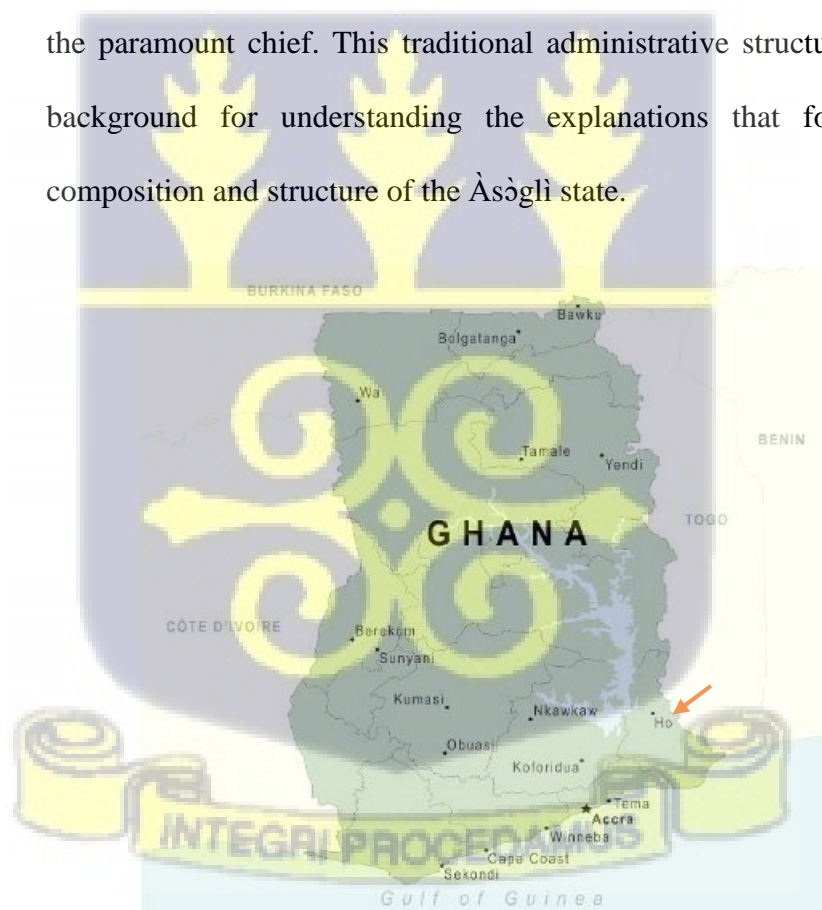 the paramount chief. This traditional administrative
background for understanding the explanations that
composition and structure of the Àsɔ̀glì state.
BURKINA FASO
Bawku
Bolgatanga
Wa
BENIN
Tamale
Yendi
GHANA
TOGO
CÔTE D'IVOIRE
Berekum
Sunyani
Kumasi
Nkawkaw
Ho
Obuasi
Koforidua
Tema
Accra
INTEGRI PROCEDAMUS
Winneba
Cape Coast
Sekondi
Gulf of Guinea